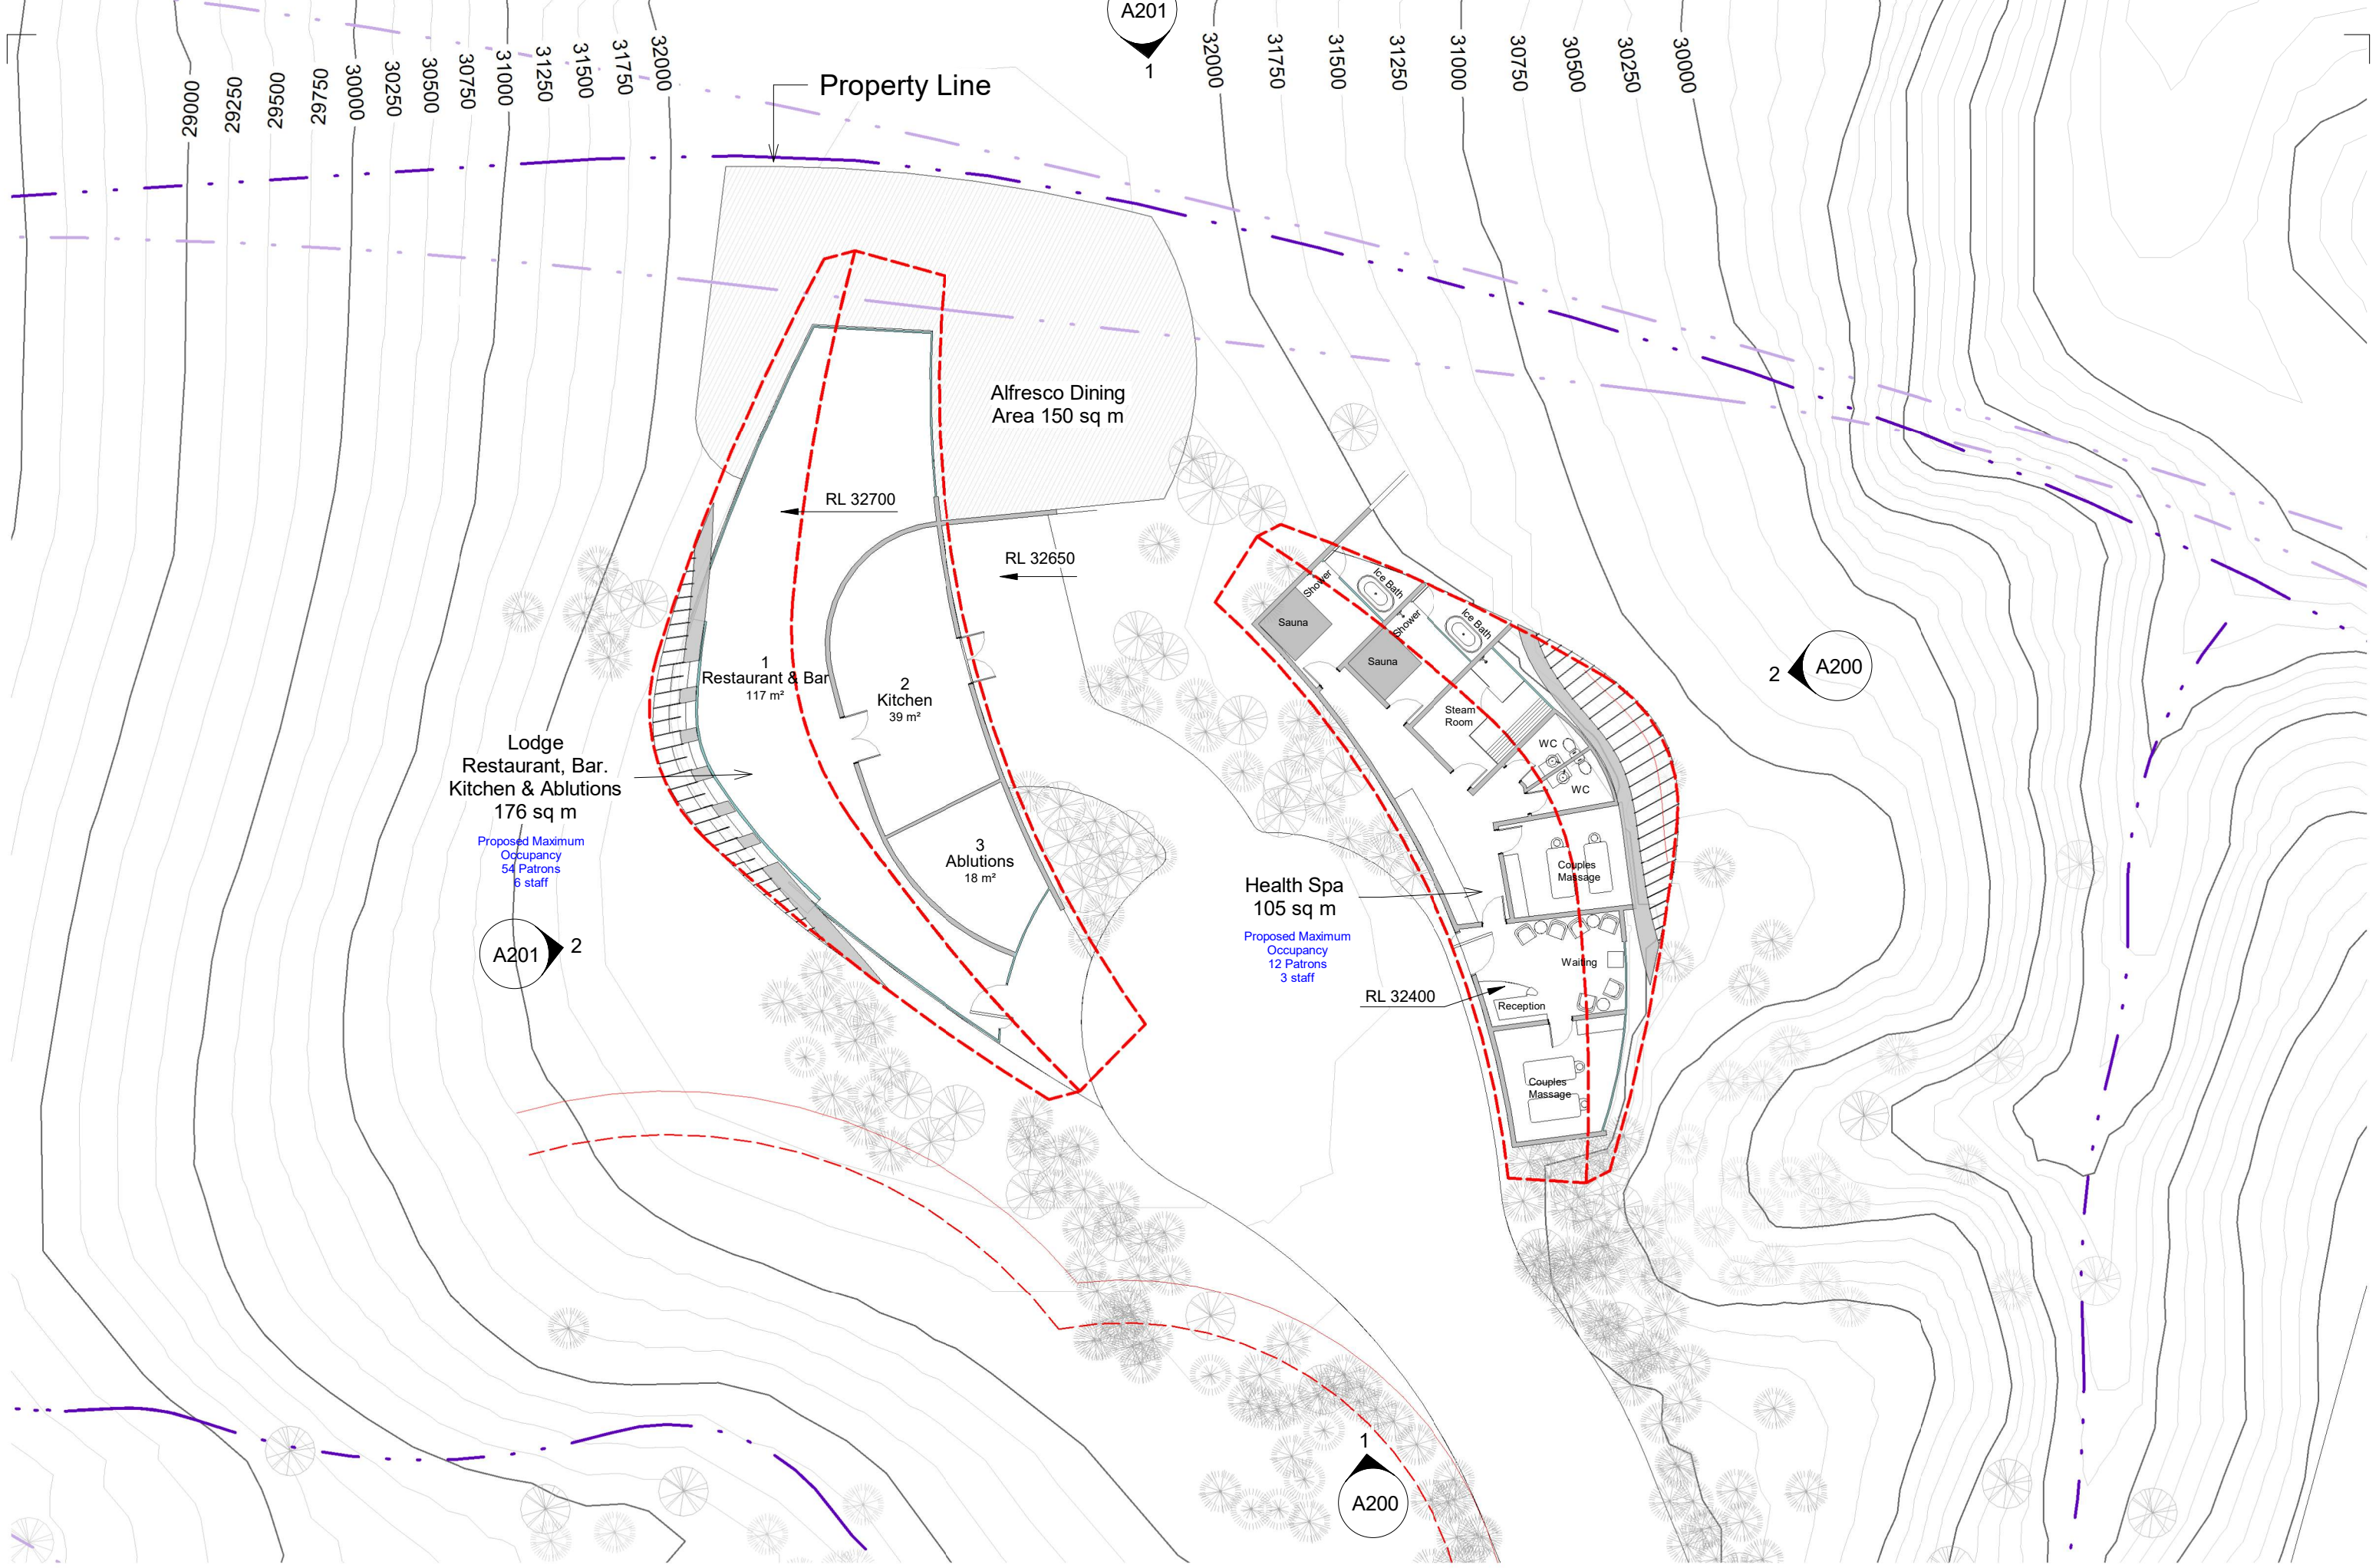 A201
1
29000
29250
29500
29750
30000
30250
30500
30750
31000
31250
31500
31750
32000
32000
31750
31500
31250
31000
30750
30500
30250
30000
Property Line
Alfresco Dining
Area 150 sq m
RL 32700
RL 32650
1
Restaurant & Bar
117 m²
2
Kitchen
39 m²
3
Ablutions
18 m²
Lodge
Restaurant, Bar.
Kitchen & Ablutions
176 sq m
Proposed Maximum
Occupancy
54 Patrons
6 staff
A201
2
Shower
Ice Bath
Sauna
Shower
Ice Bath
Sauna
Steam
Room
WC
WC
Couples
Massage
Waiting
Reception
Couples
Massage
Health Spa
105 sq m
Proposed Maximum
Occupancy
12 Patrons
3 staff
RL 32400
2
A200
1
A200